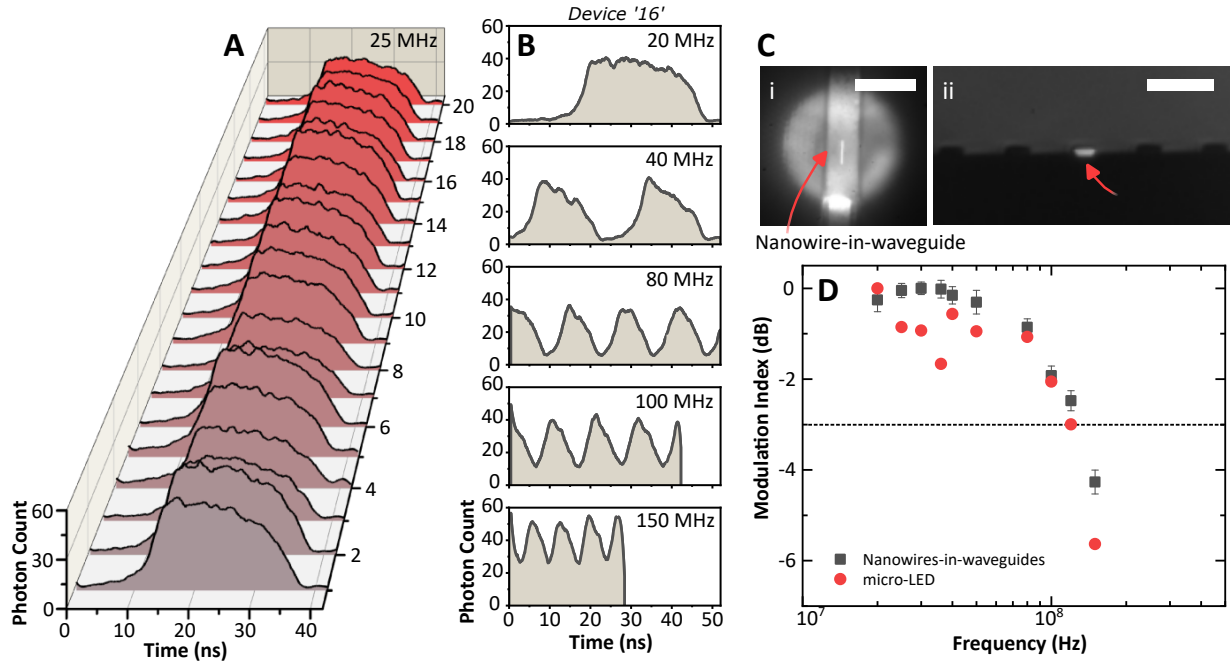 A
25 MHz
20
18
16
14
12
10
8
6
4
2
60
30
0
Photon Count
0
10
20
30
40
Time (ns)
Device '16'
B
60
40
20
0
20 MHz
60
40
20
0
40 MHz
60
40
20
0
80 MHz
60
40
20
0
100 MHz
60
40
20
0
150 MHz
Photon Count
0
10
20
30
40
50
Time (ns)
C
i
ii
Nanowire-in-waveguide
D
0
-2
-4
-6
Modulation Index (dB)
Nanowires-in-waveguides
micro-LED
10⁷
10⁸
Frequency (Hz)